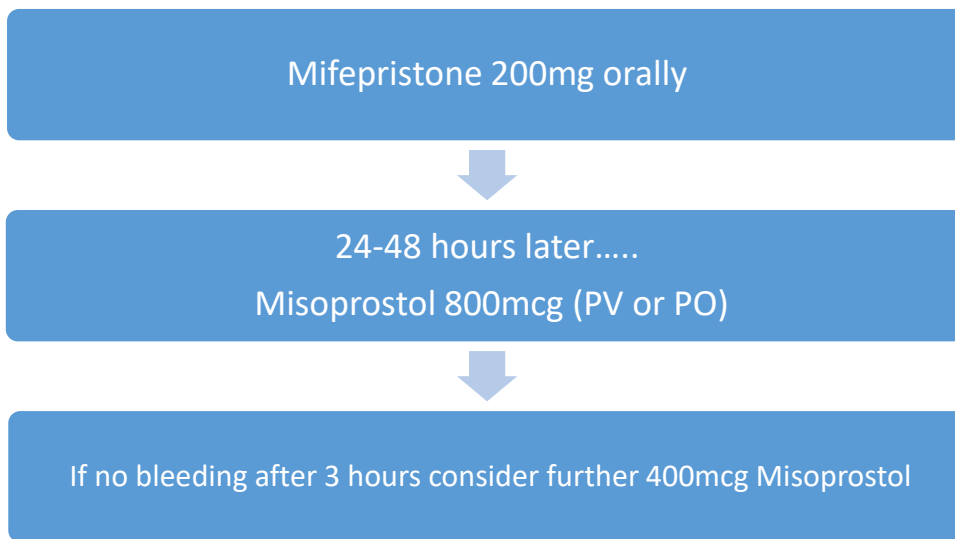 Mifepristone 200mg orally
24-48 hours later…..
Misoprostol 800mcg (PV or PO)
If no bleeding after 3 hours consider further 400mcg Misoprostol